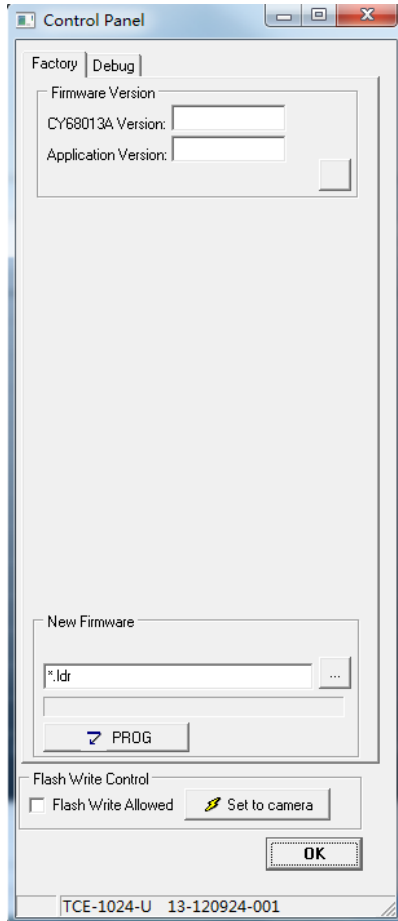 Control Panel
Factory Debug
Firmware Version
CY68013A Version:
Application Version:
New Firmware
*.ldr
...
PROG
Flash Write Control
Flash Write Allowed Set to camera
OK
TCE-1024-U 13-120924-001